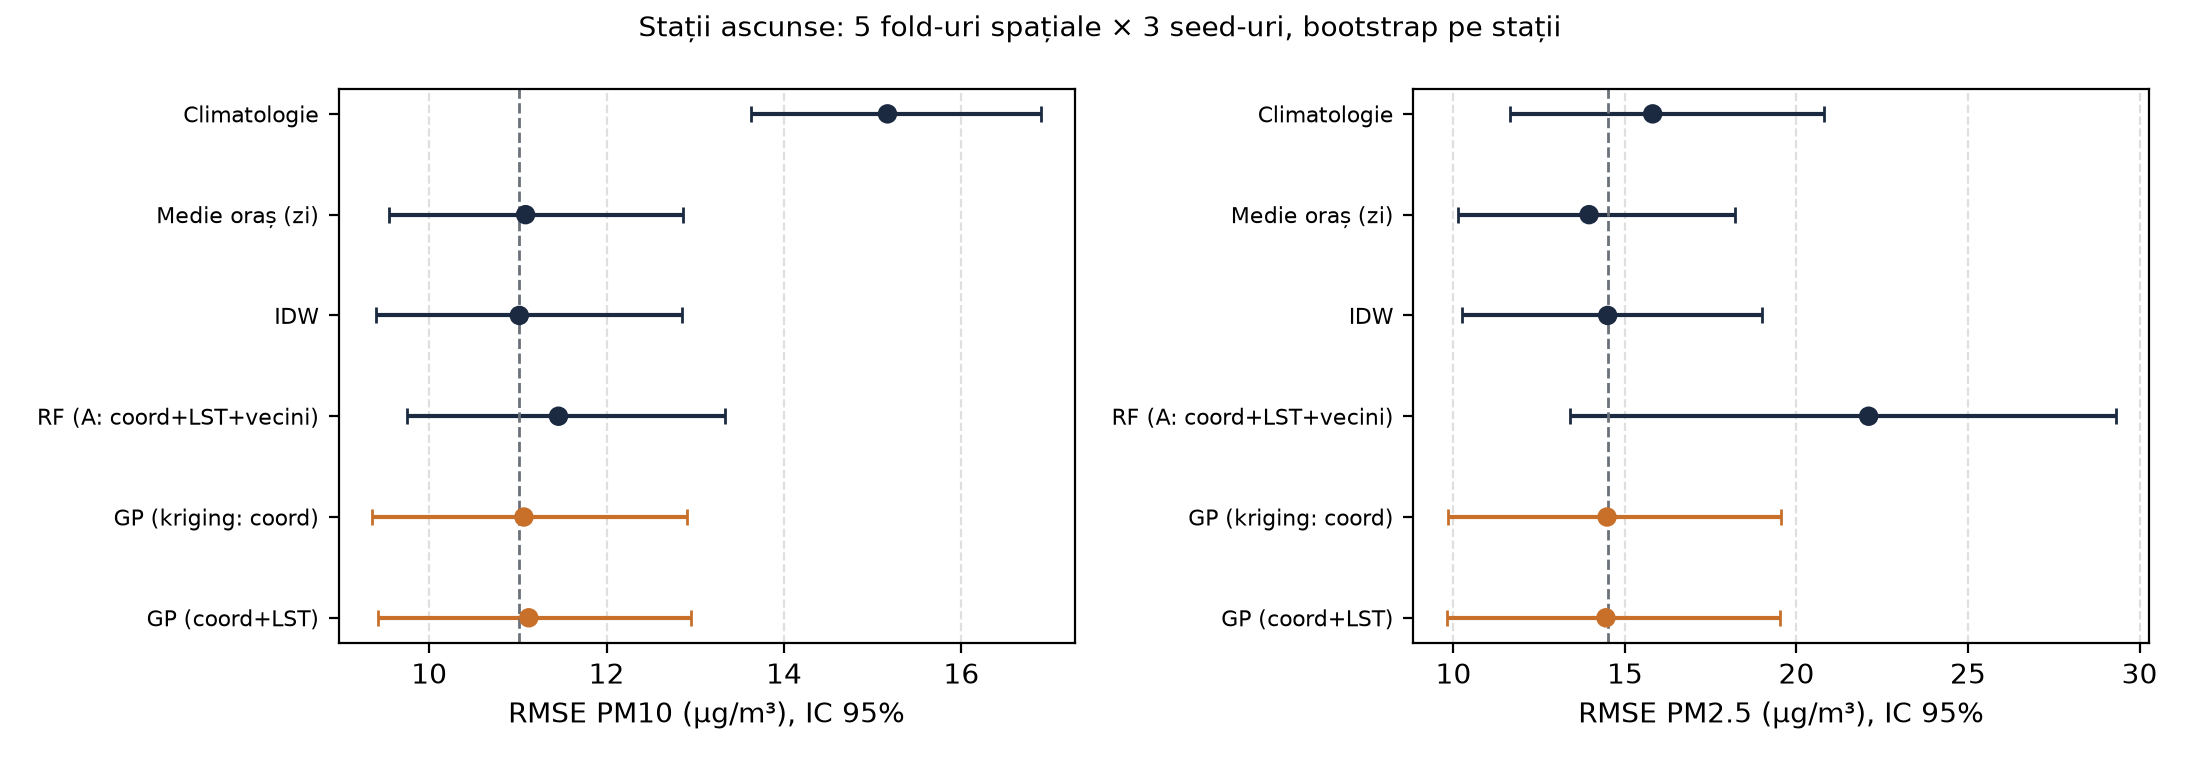 Stații ascunse: 5 fold-uri spațiale × 3 seed-uri, bootstrap pe stații
Climatologie
Medie oraș (zi)
IDW
RF (A: coord+LST+vecini)
GP (kriging: coord)
GP (coord+LST)
10 12 14 16
RMSE PM10 (µg/m³), IC 95%
Climatologie
Medie oraș (zi)
IDW
RF (A: coord+LST+vecini)
GP (kriging: coord)
GP (coord+LST)
10 15 20 25 30
RMSE PM2.5 (µg/m³), IC 95%